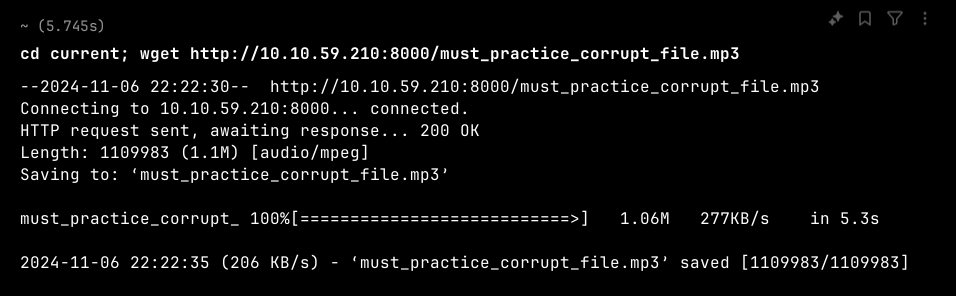 ~ (5.745s)
cd current; wget http://10.10.59.210:8000/must_practice_corrupt_file.mp3
--2024-11-06 22:22:30--  http://10.10.59.210:8000/must_practice_corrupt_file.mp3
Connecting to 10.10.59.210:8000... connected.
HTTP request sent, awaiting response... 200 OK
Length: 1109983 (1.1M) [audio/mpeg]
Saving to: ‘must_practice_corrupt_file.mp3’
must_practice_corrupt_ 100%[===========================>]   1.06M   277KB/s    in 5.3s
2024-11-06 22:22:35 (206 KB/s) - ‘must_practice_corrupt_file.mp3’ saved [1109983/1109983]